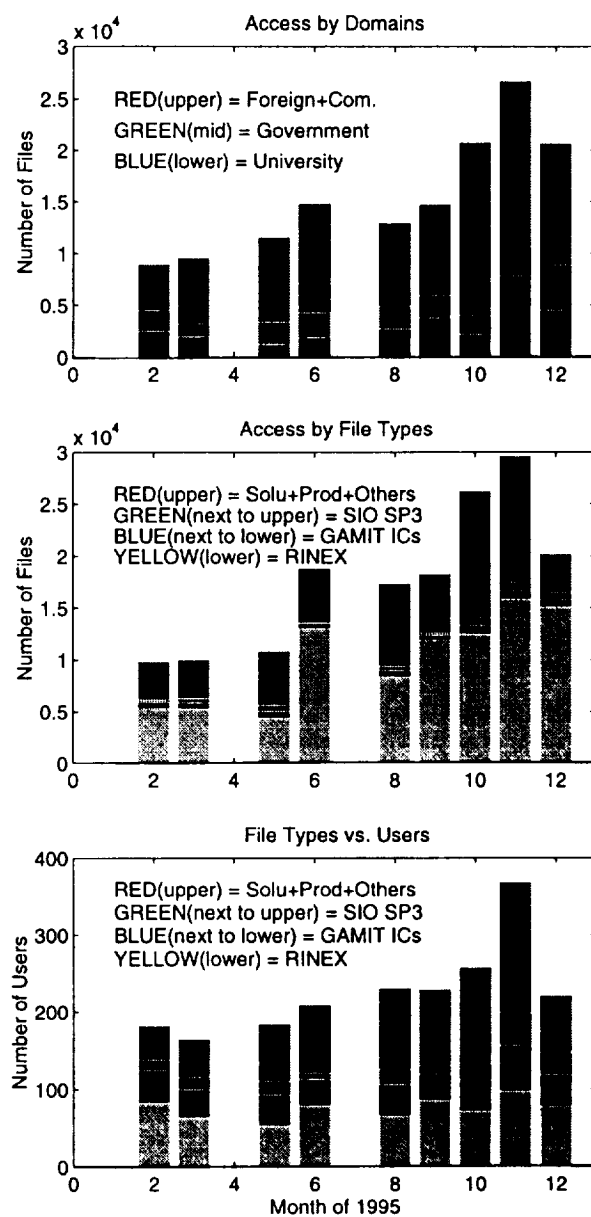 Access by Domains
x 10^4
3
2.5
2
1.5
1
0.5
0
RED(upper) = Foreign+Com.
GREEN(mid) = Government
BLUE(lower) = University
Number of Files
0 2 4 6 8 10 12
Access by File Types
x 10^4
3
2.5
2
1.5
1
0.5
0
RED(upper) = Solu+Prod+Others
GREEN(next to upper) = SIO SP3
BLUE(next to lower) = GAMIT ICs
YELLOW(lower) = RINEX
Number of Files
0 2 4 6 8 10 12
File Types vs. Users
400
300
200
100
0
RED(upper) = Solu+Prod+Others
GREEN(next to upper) = SIO SP3
BLUE(next to lower) = GAMIT ICs
YELLOW(lower) = RINEX
Number of Users
0 2 4 6 8 10 12
Month of 1995